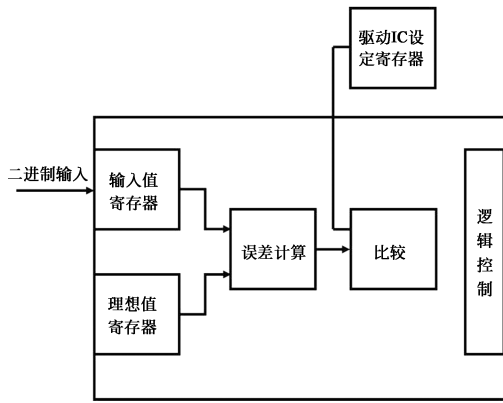 驱动IC设
定寄存器
二进制输入
输入值
寄存器
误差计算
比较
逻辑控制
理想值
寄存器